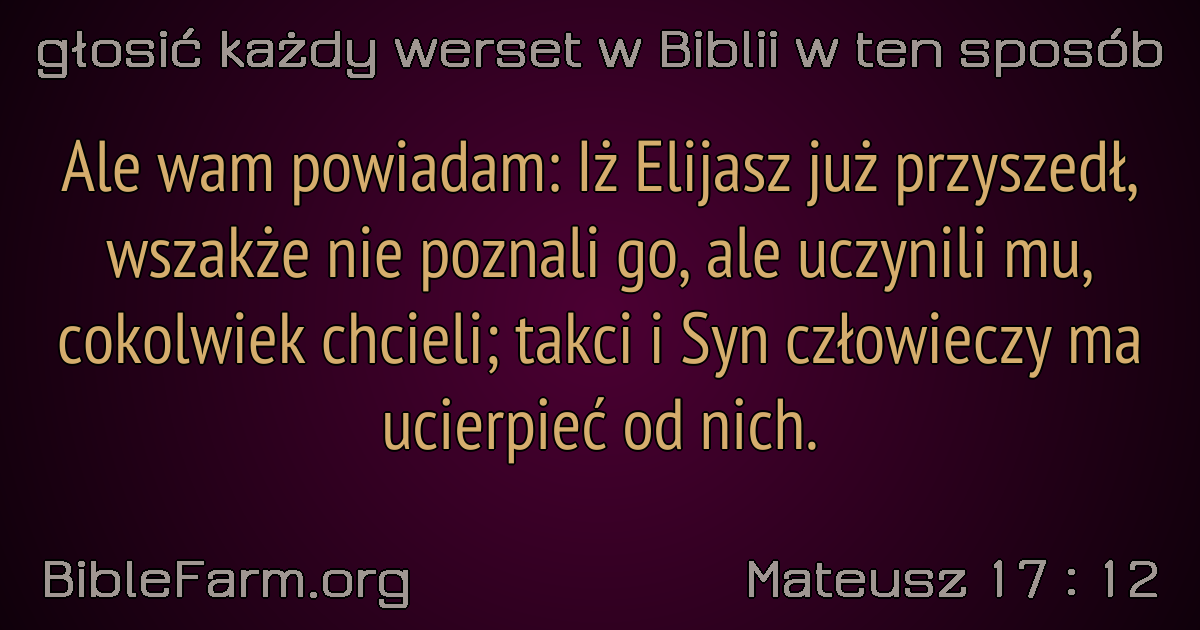 głosić każdy werset w Biblii w ten sposób
Ale wam powiadam: Iż Elijasz już przyszedł,
wszakże nie poznali go, ale uczynili mu,
cokolwiek chcieli; takci i Syn człowieczy ma
ucierpieć od nich.
BibleFarm.org
Mateusz 17 : 12